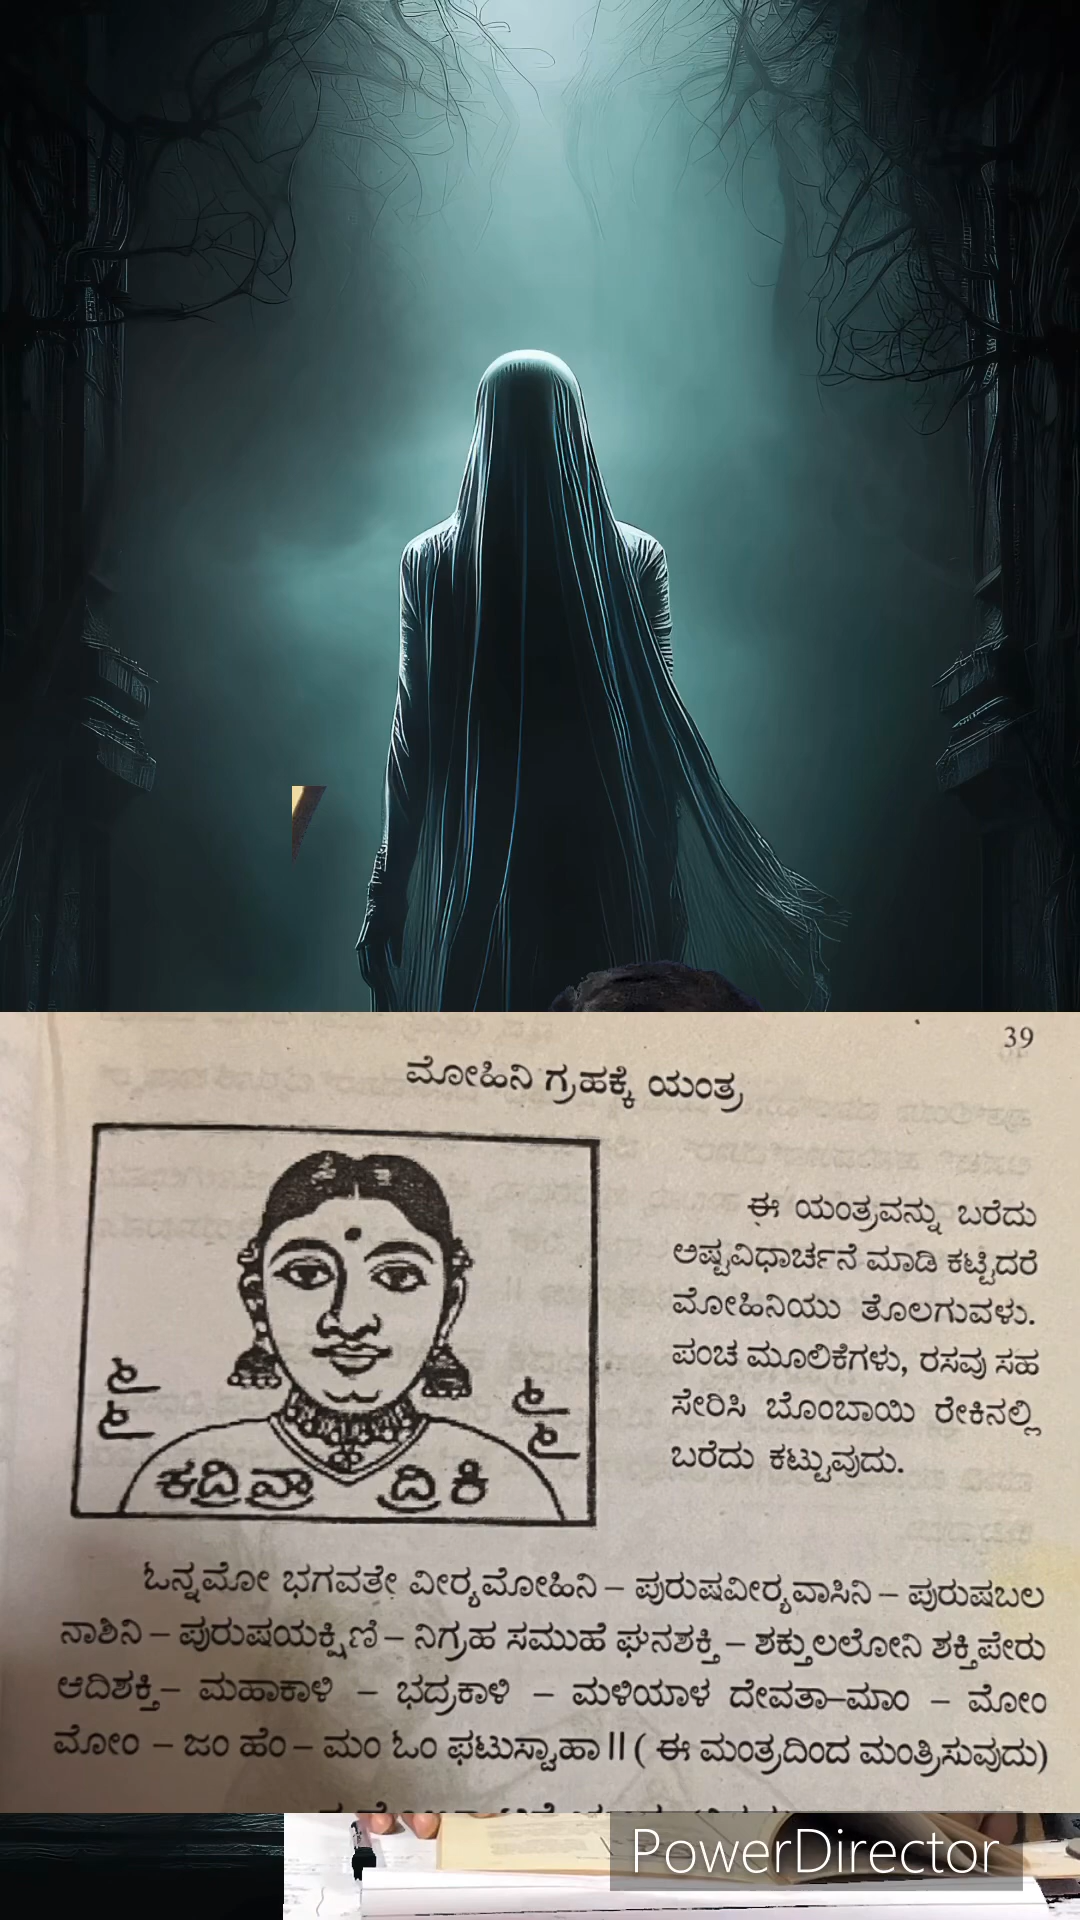 39
ಮೋಹಿನಿ ಗ್ರಹಕ್ಕೆ ಯಂತ್ರ
ಈ ಯಂತ್ರವನ್ನು ಬರೆದು
ಅಷ್ಟವಿಧಾರ್ಚನೆ ಮಾಡಿ ಕಟ್ಟಿದರೆ
ಮೋಹಿನಿಯು ತೊಲಗುವಳು.
ಪಂಚ ಮೂಲಿಕೆಗಳು, ರಸವು ಸಹ
ಸೇರಿಸಿ ಬೊಂಬಾಯಿ ರೇಕಿನಲ್ಲಿ
ಬರೆದು ಕಟ್ಟುವುದು.
ಕದ್ರಿವ್ರಾ ದ್ರಿಕಿ
ಓನ್ನಮೋ ಭಗವತೇ ವೀರ‍್ಯಮೋಹಿನಿ – ಪುರುಷವೀರ‍್ಯವಾಸಿನಿ – ಪುರುಷಬಲ
ನಾಶಿನಿ – ಪುರುಷಯಕ್ಷಿಣಿ – ನಿಗ್ರಹ ಸಮುಹೆ ಘನಶಕ್ತಿ – ಶಕ್ತುಲಲೋನಿ ಶಕ್ತಿಪೇರು
ಆದಿಶಕ್ತಿ – ಮಹಾಕಾಳಿ – ಭದ್ರಕಾಳಿ – ಮಳಿಯಾಳ ದೇವತಾ–ಮಾಂ – ಮೋಂ
ಮೋಂ – ಜಂ ಹೆಂ – ಮಂ ಓಂ ಫಟುಸ್ವಾಹಾ || ( ಈ ಮಂತ್ರದಿಂದ ಮಂತ್ರಿಸುವುದು)
PowerDirector